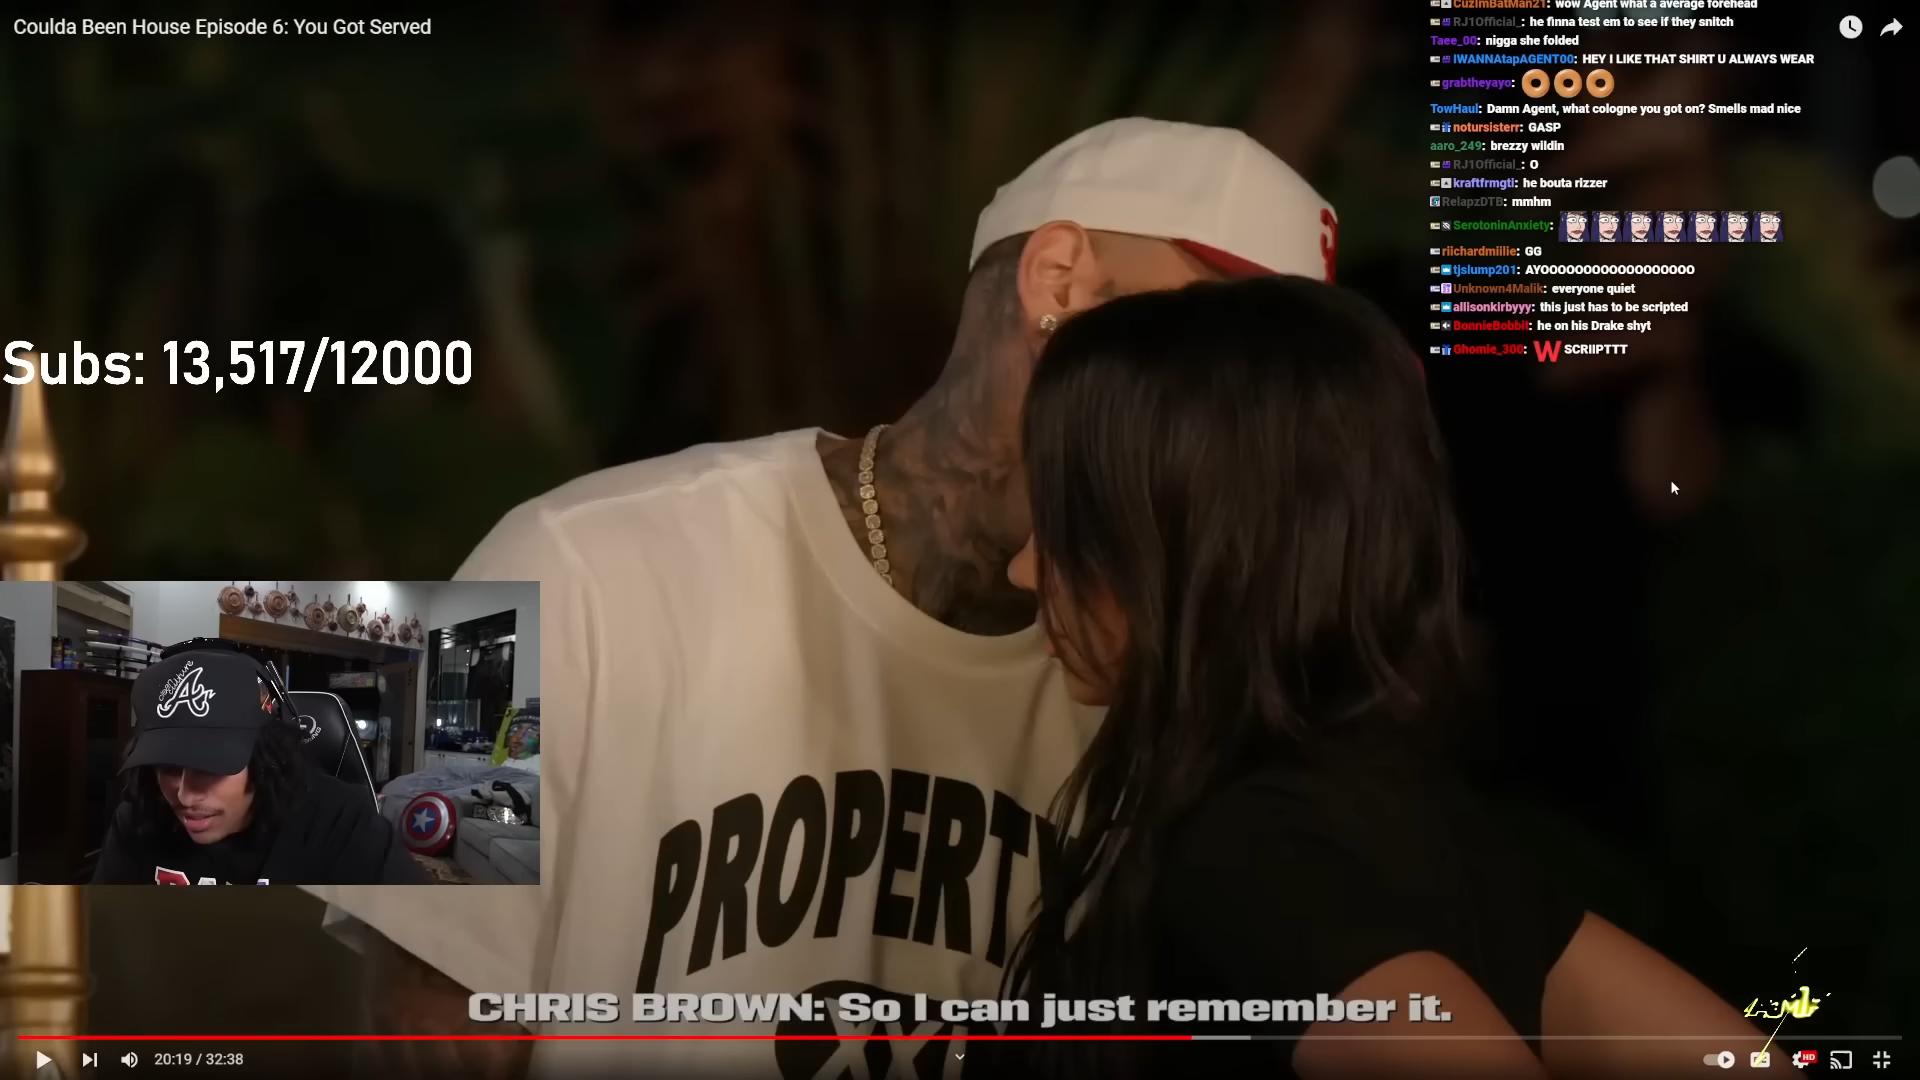 Coulda Been House Episode 6: You Got Served
CuzImBatMan21: wow Agent what a average forehead
RJ1Official_: he finna test em to see if they snitch
Taee_00: nigga she folded
IWANNAtapAGENT00: HEY I LIKE THAT SHIRT U ALWAYS WEAR
grabtheyayo:
TowHaul: Damn Agent, what cologne you got on? Smells mad nice
notursisterr: GASP
aaro_249: brezzy wildin
RJ1Official_: O
kraftfrmgti: he bouta rizzer
RelapzDTB: mmhm
SerotoninAnxiety:
riichardmiilie: GG
tjslump201: AYOOOOOOOOOOOOOOOOOO
Unknown4Malik: everyone quiet
allisonkirbyyy: this just has to be scripted
BonnieBobbit: he on his Drake shyt
Ghomie_300: W SCRIIPTTT
Subs: 13,517/12000
A
PROPERTY
CHRIS BROWN: So I can just remember it.
20:19 / 32:38
HD